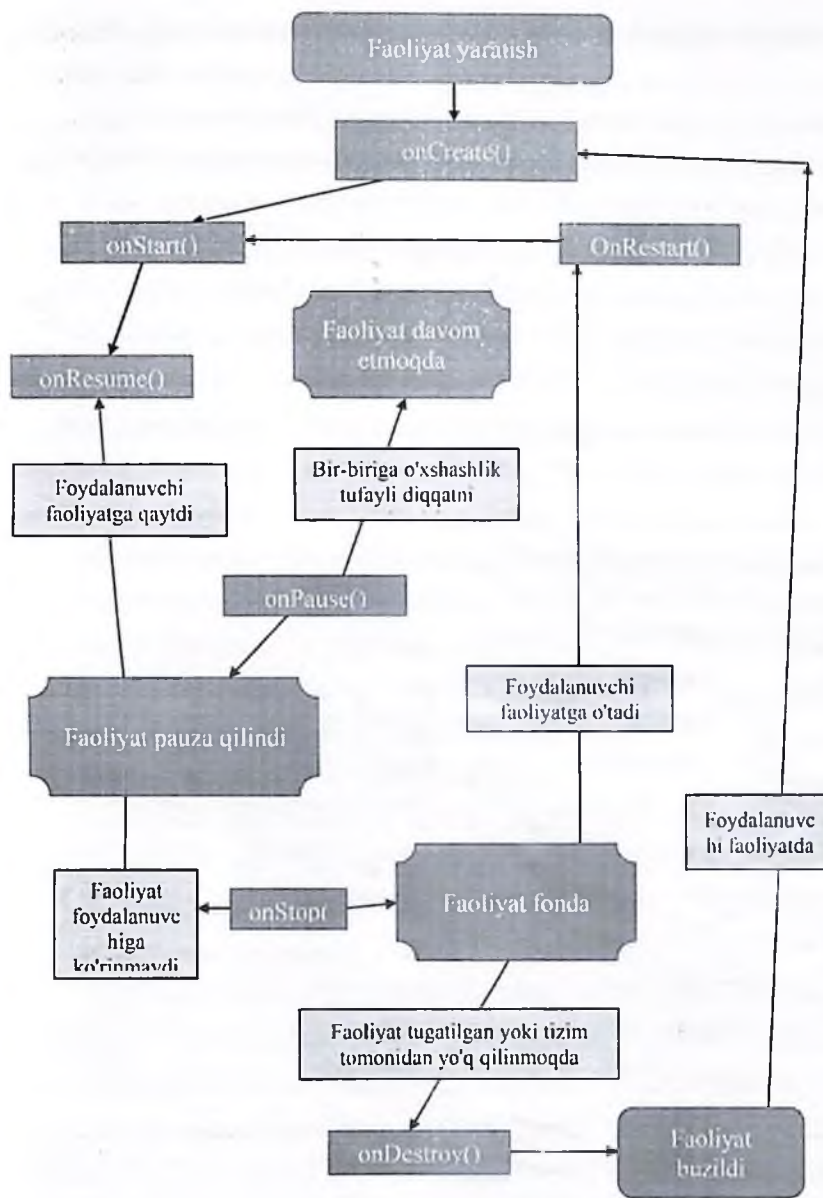 Faoliyat yaratish
onCreate()
onStart()
OnRestart()
Faoliyat davom
etmoqda
onResume()
Foydalanuvchi
faoliyatga qaytdi
Bir-biriga o'xshashlik
tufayli diqqatni
onPause()
Foydalanuvchi
faoliyatga o'tadi
Faoliyat pauza qilindi
Foydalanuvc
hi faoliyatda
Faoliyat
foydalanuvc
higa
ko'rinmaydi
onStop(
Faoliyat fonda
Faoliyat tugatilgan yoki tizim
tomonidan yo'q qilinmoqda
onDestroy()
Faoliyat
buzildi